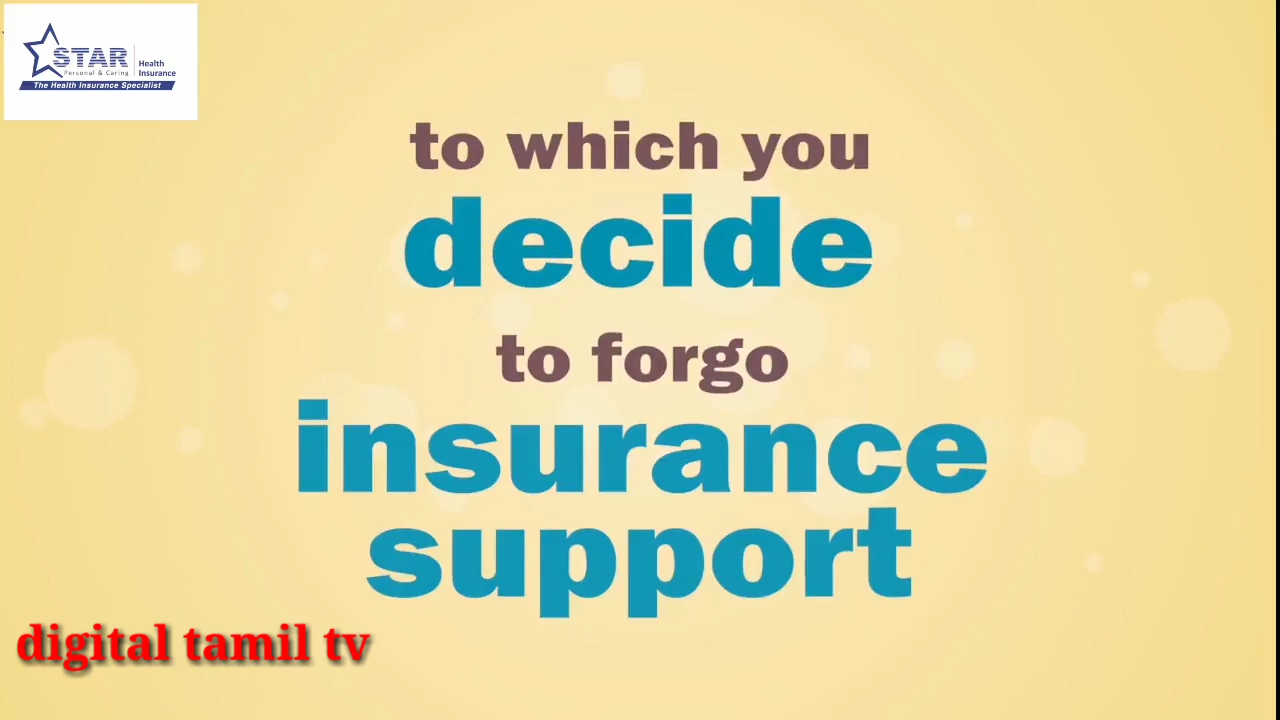 STAR
Health
Insurance
Personal & Caring
The Health Insurance Specialist
to which you
decide
to forgo
insurance
support
digital tamil tv